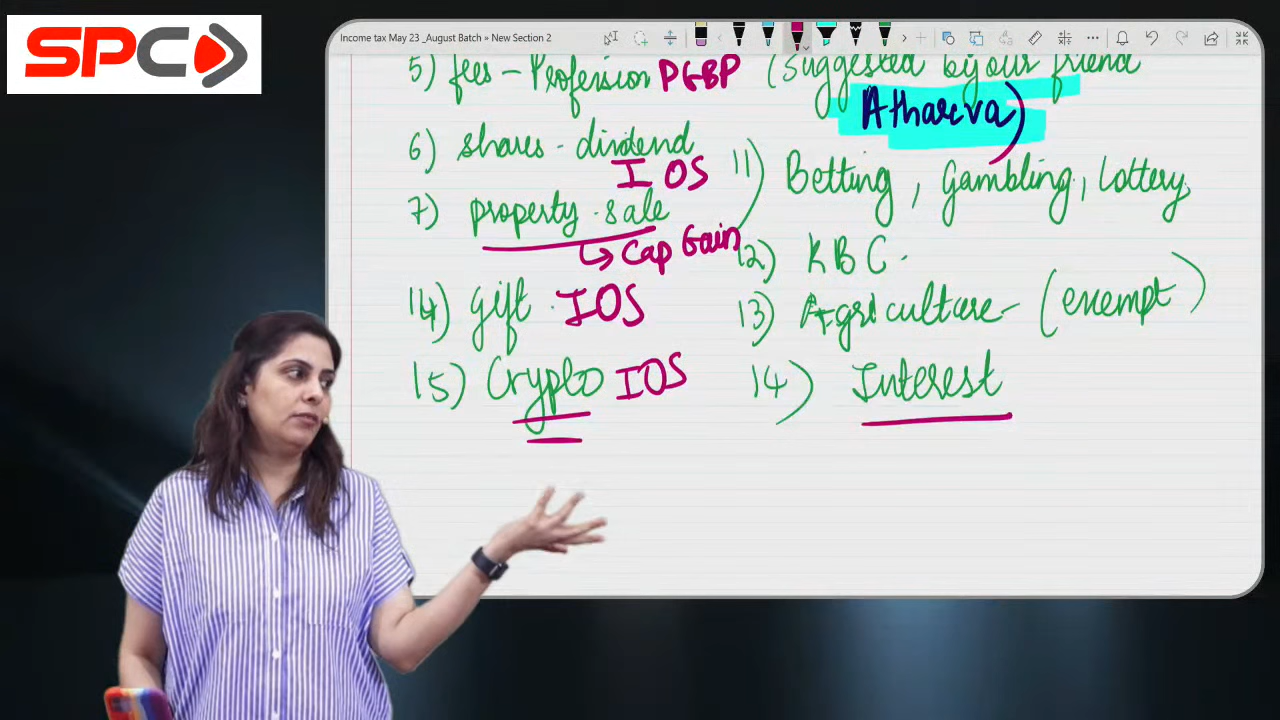 SPC
Income tax May 23 _August Batch » New Section 2
5) fees - Profession PGBP
6) shares - dividend
IOS
7) property sale
↳ Cap Gain
14) gift . IOS
15) Crypto IOS
(Suggested by our friend
Atharva)
11) Betting, Gambling, Lottery,
12) KBC.
13) Agriculture - (exempt)
14) Interest